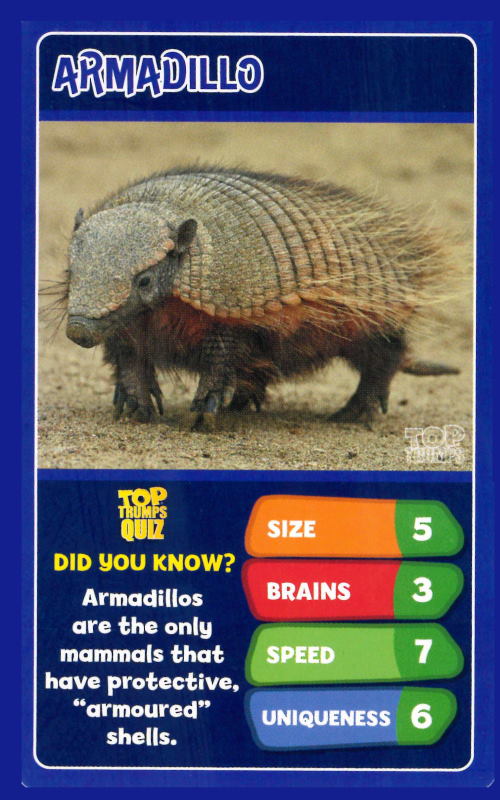 ARMADILLO
TOP
TRUMPS
TOP
TRUMPS
QUIZ
DID YOU KNOW?
Armadillos
are the only
mammals that
have protective,
“armoured”
shells.
SIZE 5
BRAINS 3
SPEED 7
UNIQUENESS 6